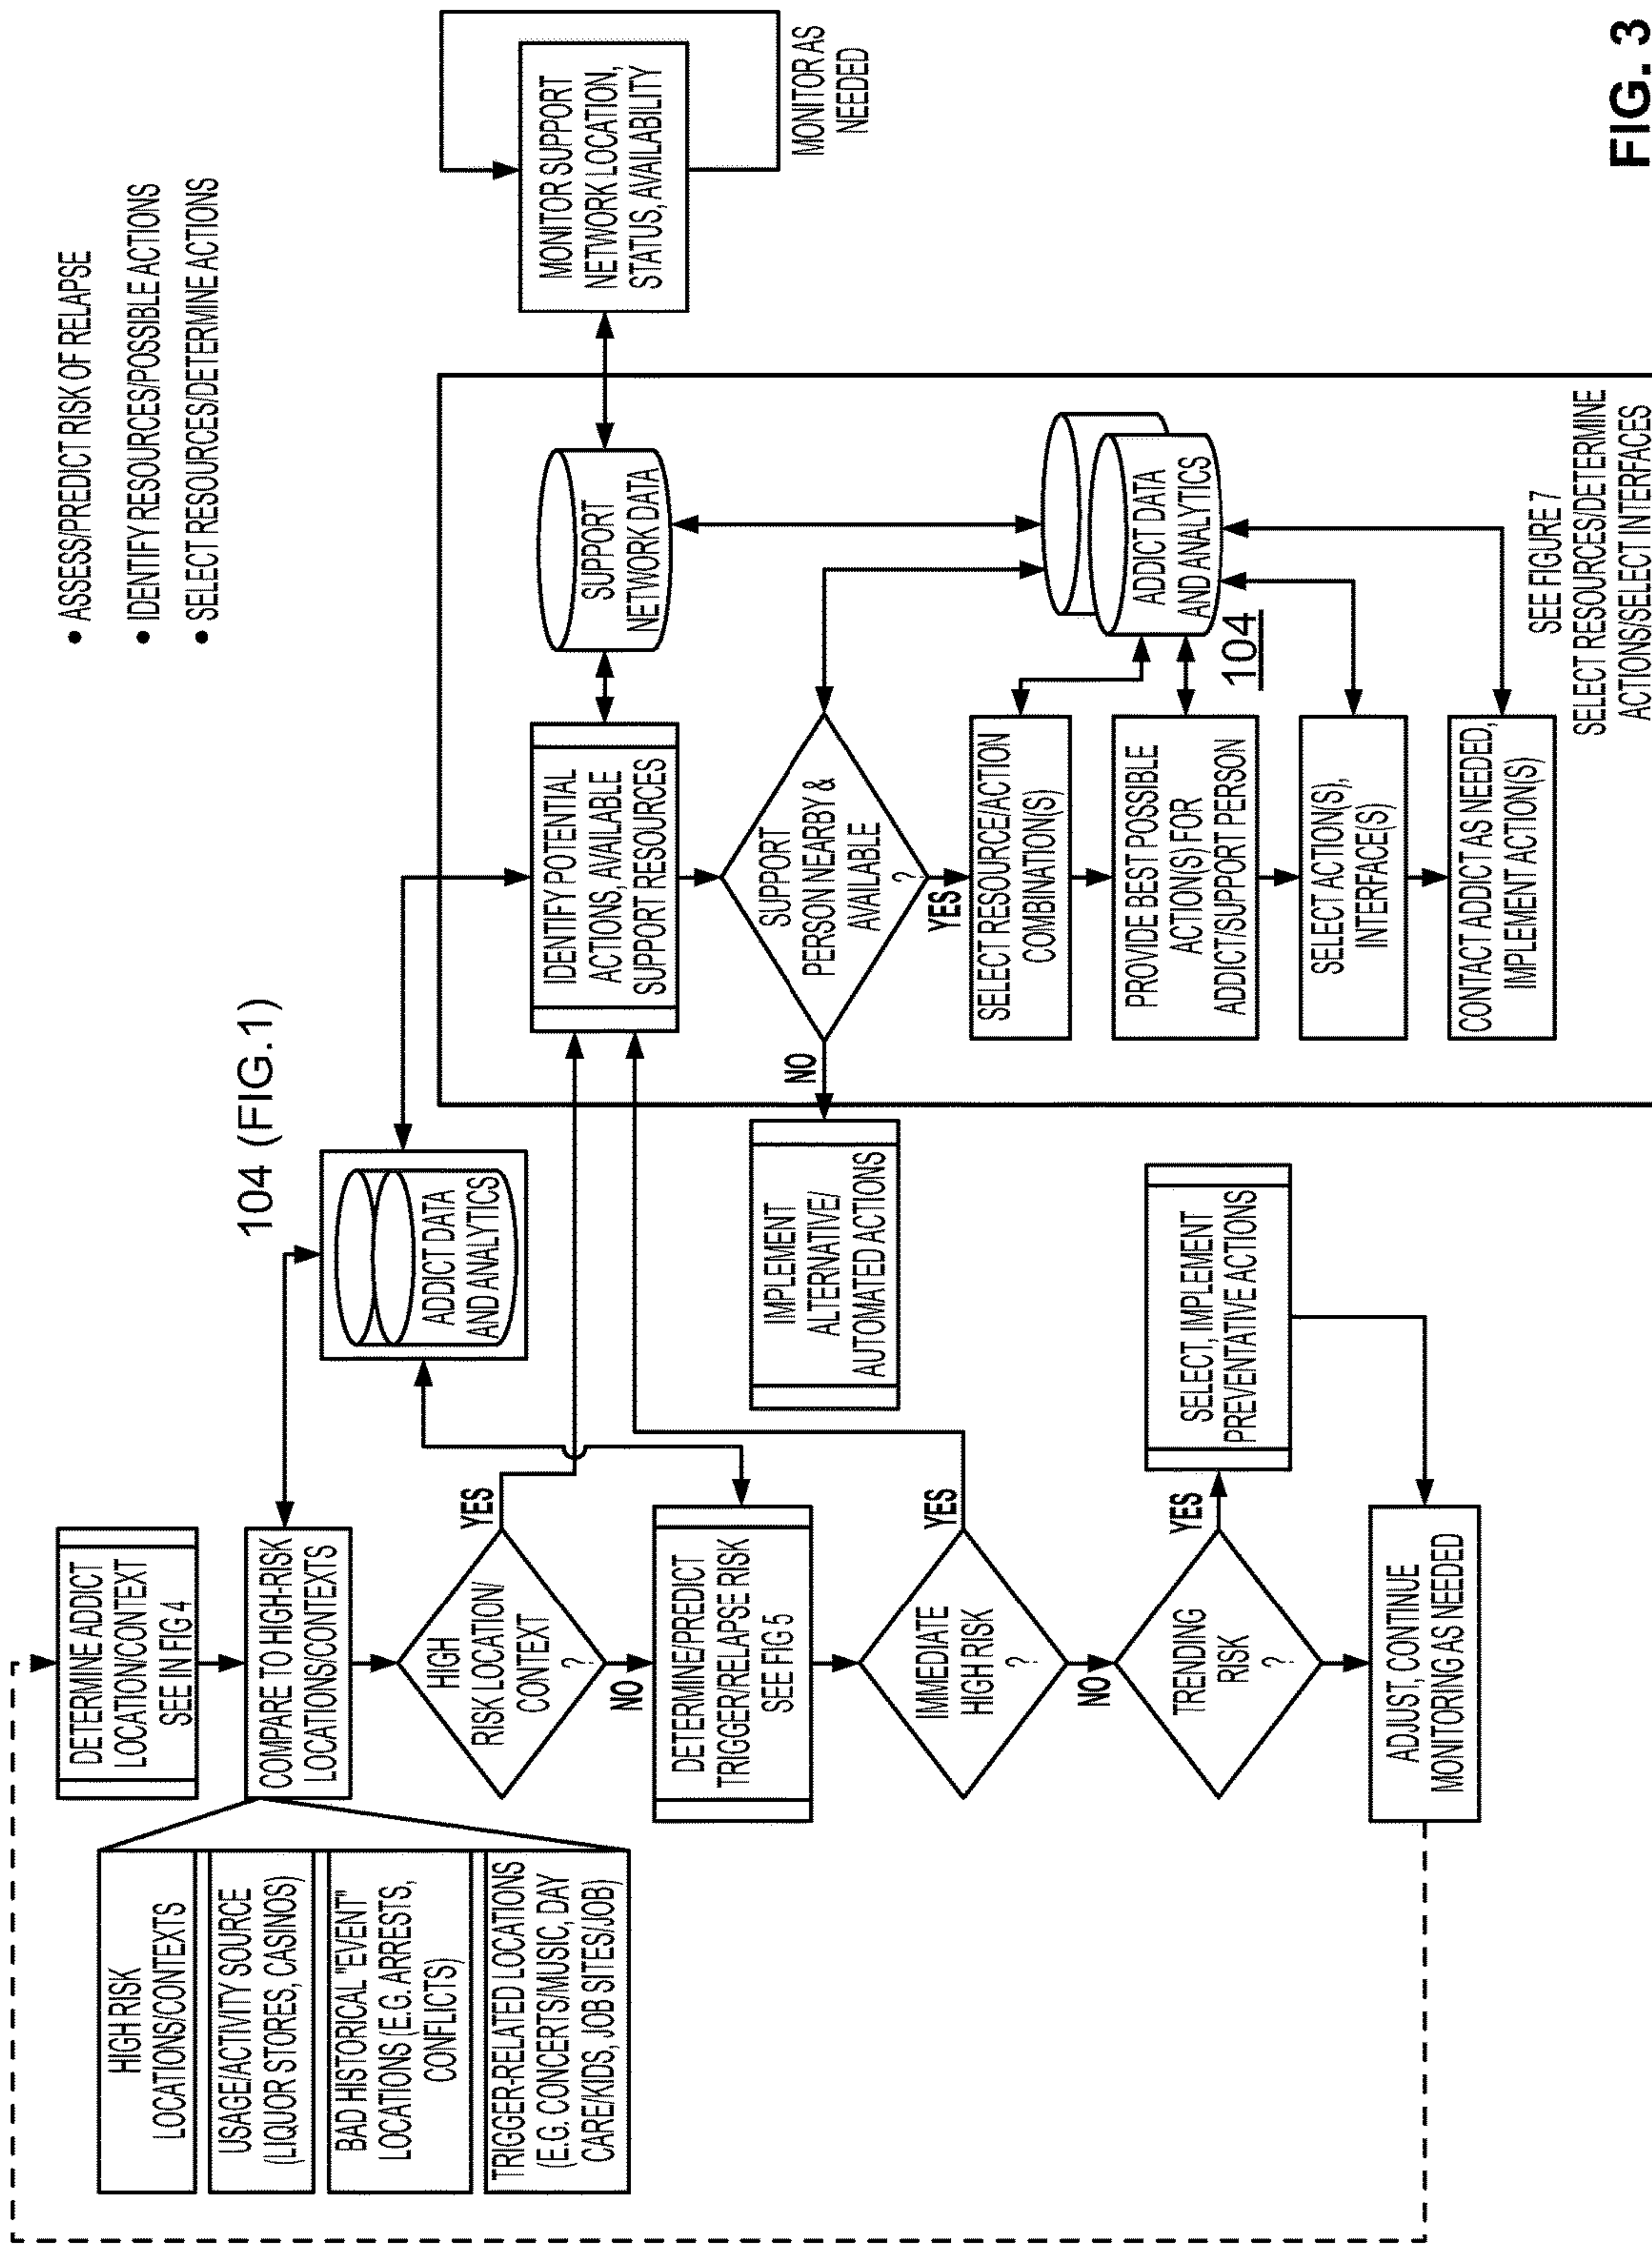 • ASSESS/PREDICT RISK OF RELAPSE
• IDENTIFY RESOURCES/POSSIBLE ACTIONS
• SELECT RESOURCES/DETERMINE ACTIONS
HIGH RISK
LOCATIONS/CONTEXTS
USAGE/ACTIVITY SOURCE
(LIQUOR STORES, CASINOS)
BAD HISTORICAL "EVENT"
LOCATIONS (E.G. ARRESTS,
CONFLICTS)
TRIGGER-RELATED LOCATIONS
(E.G. CONCERTS/MUSIC, DAY
CARE/KIDS, JOB SITES/JOB)
DETERMINE ADDICT
LOCATION/CONTEXT
SEE IN FIG 4
COMPARE TO HIGH-RISK
LOCATIONS/CONTEXTS
HIGH
RISK LOCATION/
CONTEXT
?
YES
NO
DETERMINE/PREDICT
TRIGGER/RELAPSE RISK
SEE FIG 5
IMMEDIATE
HIGH RISK
?
YES
NO
TRENDING
RISK
?
YES
SELECT, IMPLEMENT
PREVENTATIVE ACTIONS
ADJUST, CONTINUE
MONITORING AS NEEDED
104 (FIG.1)
ADDICT DATA
AND ANALYTICS
IMPLEMENT
ALTERNATIVE/
AUTOMATED ACTIONS
IDENTIFY POTENTIAL
ACTIONS, AVAILABLE
SUPPORT RESOURCES
SUPPORT
PERSON NEARBY &
AVAILABLE
?
NO
YES
SELECT RESOURCE/ACTION
COMBINATION(S)
PROVIDE BEST POSSIBLE
ACTION(S) FOR
ADDICT/SUPPORT PERSON
SELECT ACTION(S),
INTERFACE(S)
CONTACT ADDICT AS NEEDED,
IMPLEMENT ACTION(S)
SUPPORT
NETWORK DATA
ADDICT DATA
AND ANALYTICS
104
SEE FIGURE 7
SELECT RESOURCES/DETERMINE
ACTIONS/SELECT INTERFACES
MONITOR SUPPORT
NETWORK LOCATION,
STATUS, AVAILABILITY
MONITOR AS
NEEDED
FIG. 3